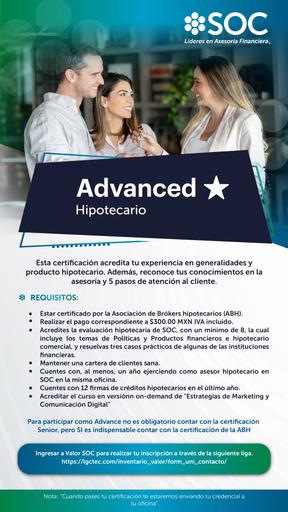 SOC
Líderes en Asesoría Financiera.
Advanced
Hipotecario
Esta certificación acredita tu experiencia en generalidades y
producto hipotecario. Además, reconoce tus conocimientos en la
asesoría y 5 pasos de atención al cliente.
REQUISITOS:
• Estar certificado por la Asociación de Brókers hipotecarios (ABH).
• Realizar el pago correspondiente a $300.00 MXN IVA incluido.
• Acredites la evaluación hipotecaria de SOC, con un mínimo de 8, la cual
incluye los temas de Políticas y Productos financieros e hipotecario
comercial, y resuelvas tres casos prácticos de algunas de las instituciones
financieras.
• Mantener una cartera de clientes sana.
• Cuentes con, al menos, un año ejerciendo como asesor hipotecario en
SOC en la misma oficina.
• Cuentes con 12 firmas de créditos hipotecarios en el último año.
• Acreditar el curso en versiónn on-demand de "Estrategias de Marketing y
Comunicación Digital"
Para participar como Advance no es obligatorio contar con la certificación
Senior, pero SI es indispensable contar con la certificación de la ABH
Ingresar a Valor SOC para realizar tu inscripción a través de la siguiente liga.
https://lgctec.com/inventario_valor/form_uni_contacto/
Nota: "Cuando pases tu certificación te estaremos enviando tu credencial a
tu oficina".